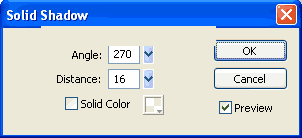 Solid Shadow
Angle: 270
OK
Distance: 16
Cancel
Solid Color
Preview